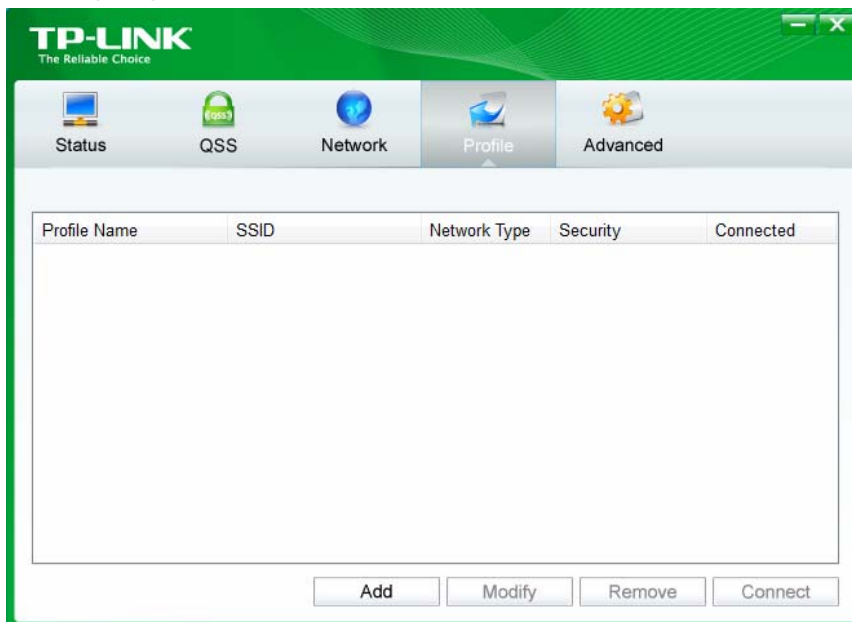 TP-LINK
The Reliable Choice
Status QSS Network Profile Advanced
Profile Name SSID Network Type Security Connected
Add Modify Remove Connect